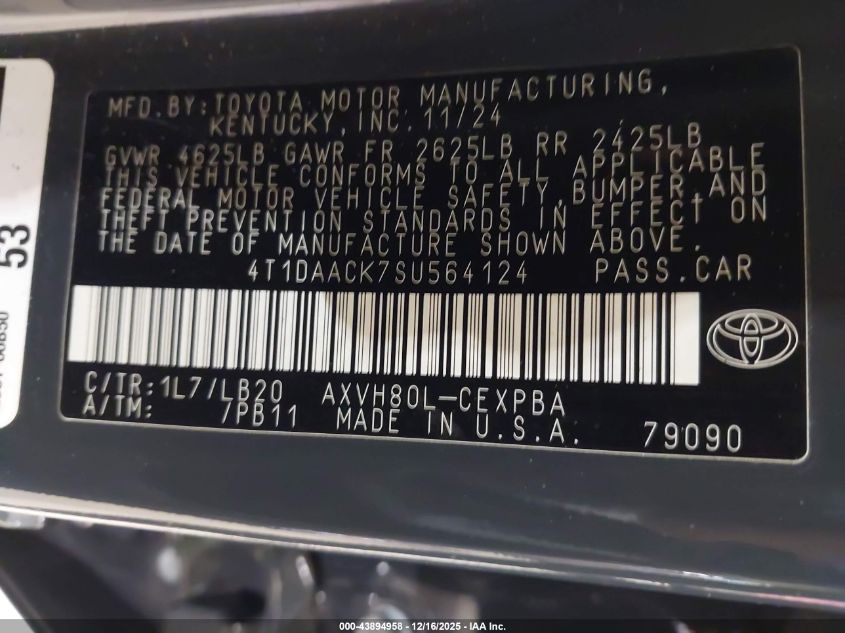 MFD.BY:TOYOTA MOTOR MANUFACTURING,
KENTUCKY,INC.11/24
GVWR 4625LB GAWR FR 2625LB RR 2425LB
THIS VEHICLE CONFORMS TO ALL APPLICABLE
FEDERAL MOTOR VEHICLE SAFETY,BUMPER,AND
THEFT PREVENTION STANDARDS IN EFFECT ON
THE DATE OF MANUFACTURE SHOWN ABOVE.
4T1DAACK7SU564124 PASS.CAR
C/TR:1L7/LB20 AXVH80L-CEXPBA
A/TM: /PB11 MADE IN U.S.A. 79090
53
000-43894958 - 12/16/2025 - IAA Inc.